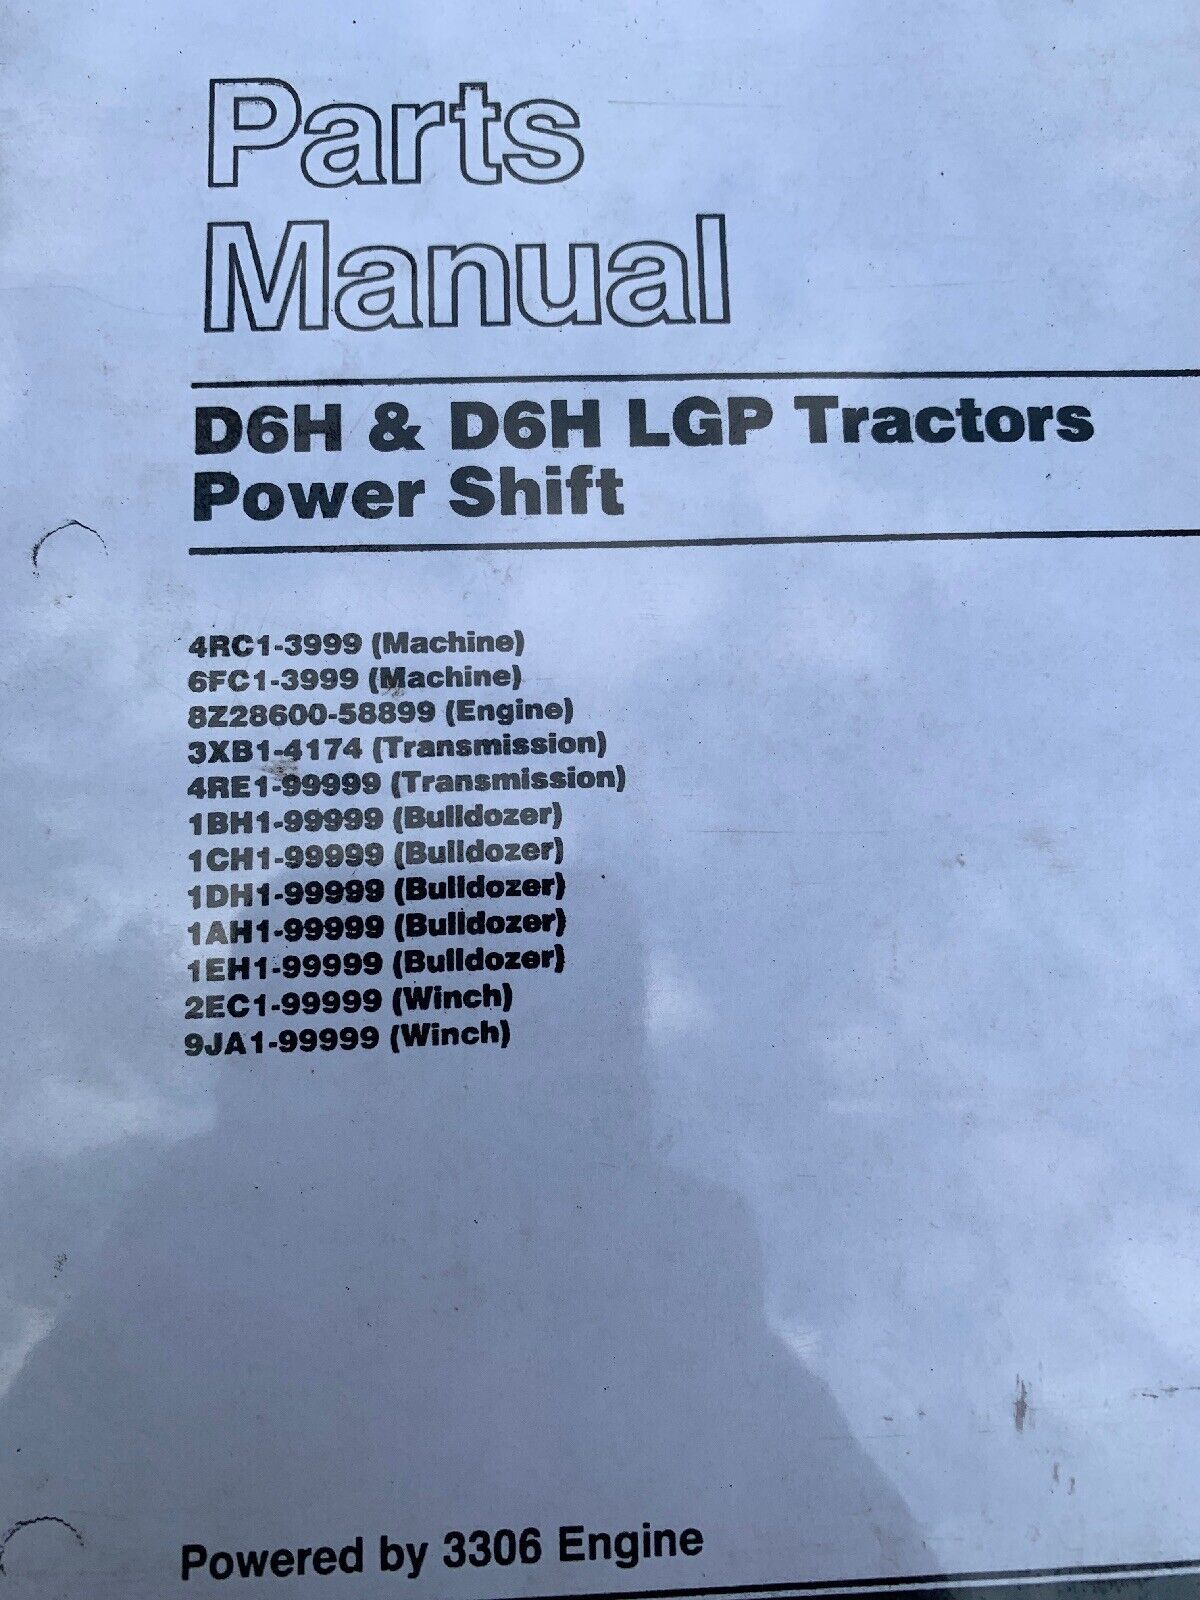 Parts
Manual
D6H & D6H LGP Tractors
Power Shift
4RC1-3999 (Machine)
6FC1-3999 (Machine)
8Z28600-58899 (Engine)
3XB1-4174 (Transmission)
4RE1-99999 (Transmission)
1BH1-99999 (Bulldozer)
1CH1-99999 (Bulldozer)
1DH1-99999 (Bulldozer)
1AH1-99999 (Bulldozer)
1EH1-99999 (Bulldozer)
2EC1-99999 (Winch)
9JA1-99999 (Winch)
Powered by 3306 Engine